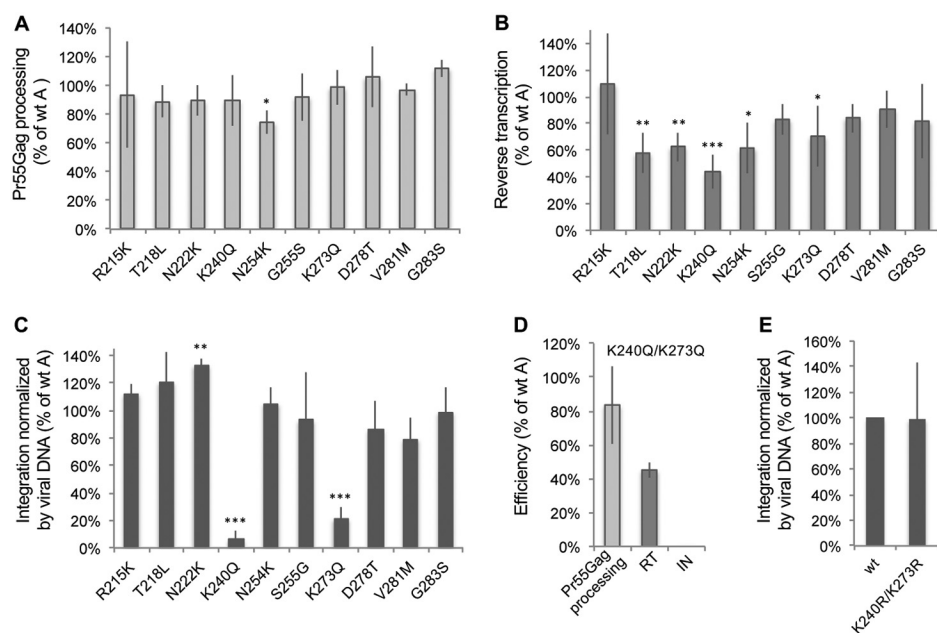 A
Pr55Gag processing
(% of wt A )
140%
120%
100%
80%
60%
40%
20%
0%
*
R215K
T218L
N222K
K240Q
N254K
G255S
K273Q
D278T
V281M
G283S
B
Reverse transcription
(% of wt A)
140%
120%
100%
80%
60%
40%
20%
0%
**
**
***
*
*
R215K
T218L
N222K
K240Q
N254K
S255G
K273Q
D278T
V281M
G283S
C
Integration normalized
by viral DNA (% of wt A)
140%
120%
100%
80%
60%
40%
20%
0%
**
***
***
R215K
T218L
N222K
K240Q
N254K
S255G
K273Q
D278T
V281M
G283S
D
Efficiency (% of wt A)
120%
100%
80%
60%
40%
20%
0%
K240Q/K273Q
Pr55Gag
processing
RT
IN
E
Integration normalized
by viral DNA (% of wt A)
160%
140%
120%
100%
80%
60%
40%
20%
0%
wt
K240R/K273R